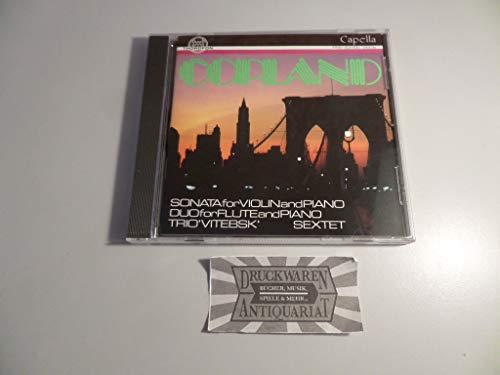 Capella
COPLAND
SONATA for VIOLIN and PIANO
DUO for FLUTE and PIANO
TRIO 'VITEBSK' SEXTET
DRUCKWAREN
BÜCHER, MUSIK,
SPIELE & MEHR...
ANTIQUARIAT